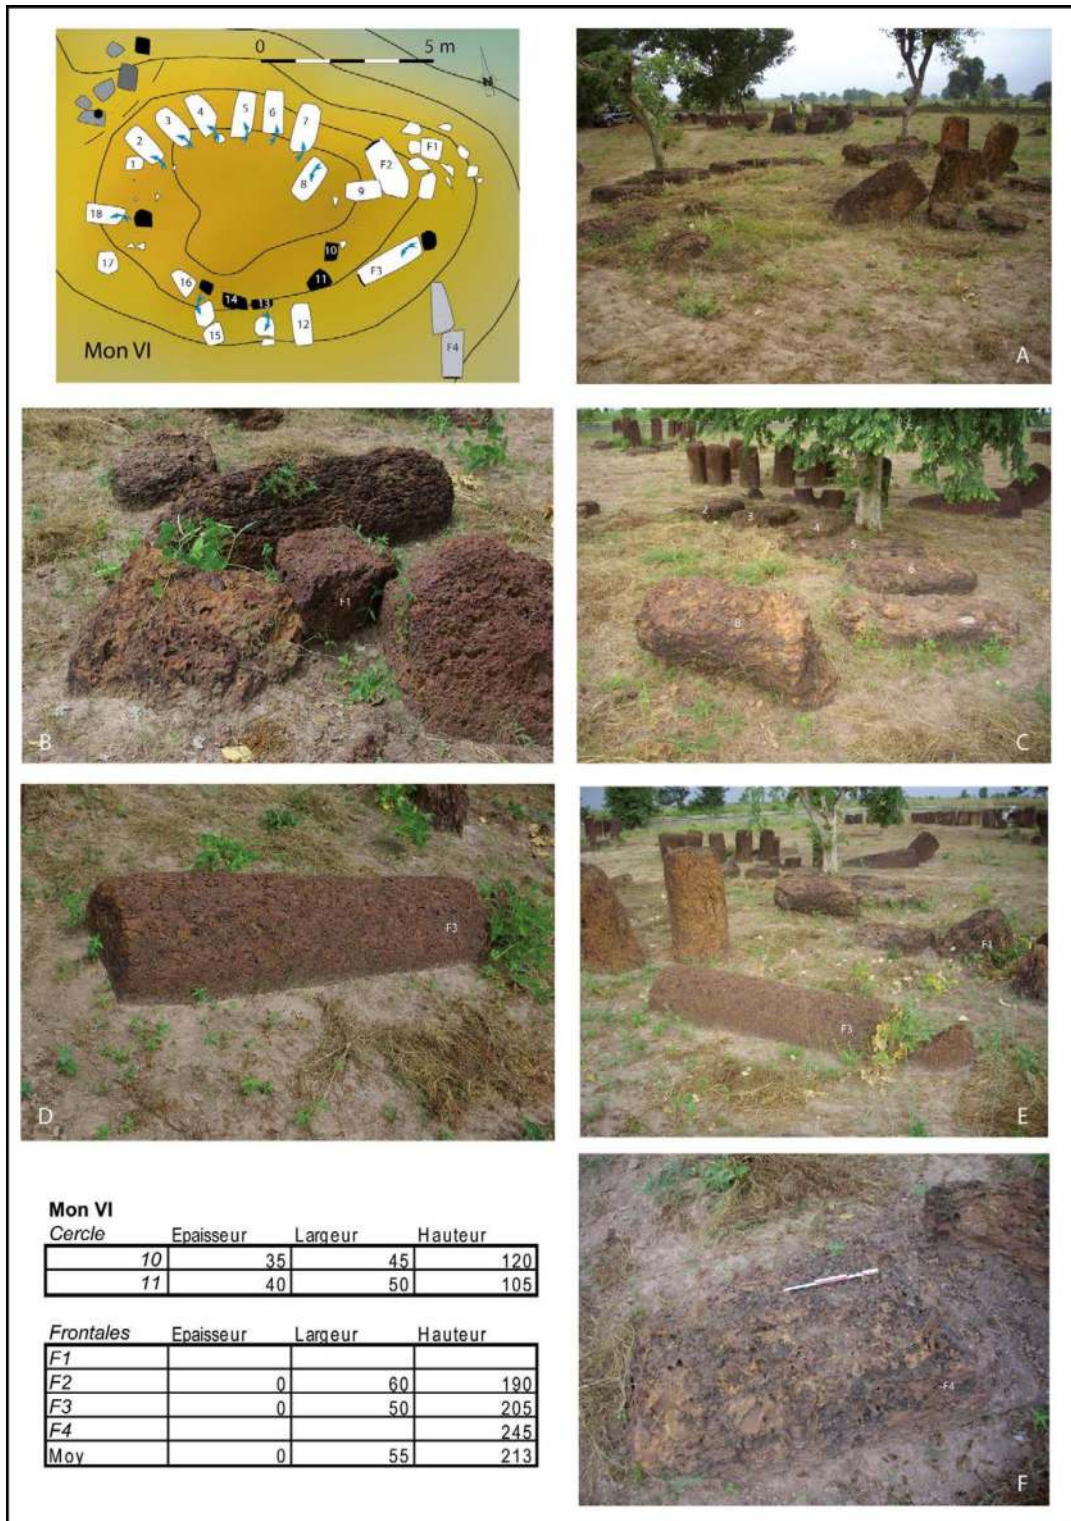 0 5 m
N
4 5 6
3 7
2 F1
1 8 F2
9
18
10
17 F3
16 11
14 13
15 12
Mon VI F4
A
F1
B
2 3 4
5
6
8
C
F3
D
F1
F3
E
Mon VI
Cercle Epaisseur Largeur Hauteur
10 35 45 120
11 40 50 105
Frontales Epaisseur Largeur Hauteur
F1
F2 0 60 190
F3 0 50 205
F4 245
Moy 0 55 213
F4
F